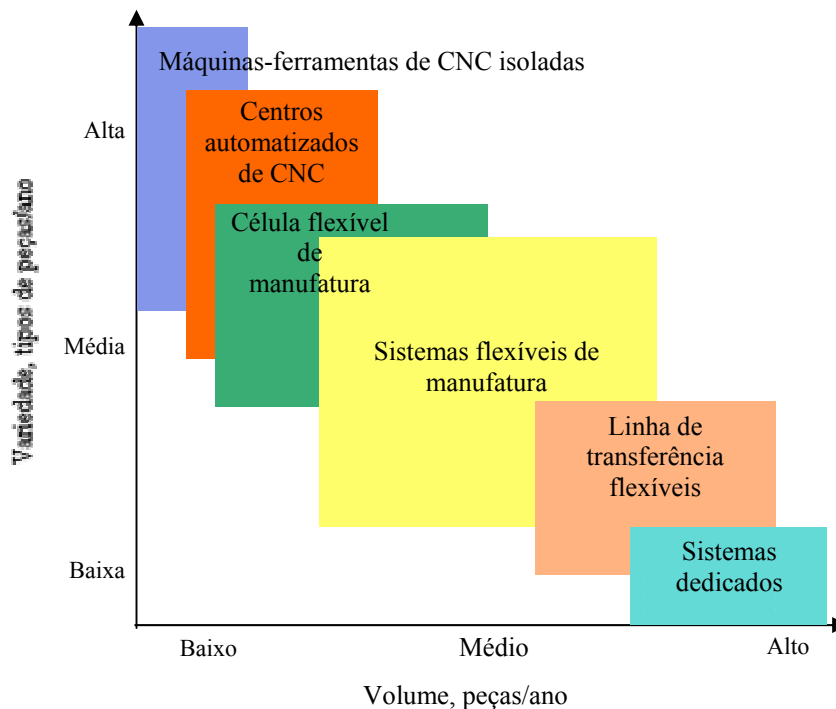 Máquinas-ferramentas de CNC isoladas
Centros
automatizados
de CNC
Alta
Célula flexível
de
manufatura
Variedade, tipos de peças/ano
Média
Sistemas flexíveis de
manufatura
Linha de
transferência
flexíveis
Baixa
Sistemas
dedicados
Baixo
Médio
Alto
Volume, peças/ano